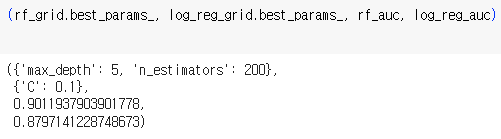 (rf_grid.best_params_, log_reg_grid.best_params_, rf_auc, log_reg_auc)
({'max_depth': 5, 'n_estimators': 200},
{'C': 0.1},
0.9011937903901778,
0.8797141228748673)